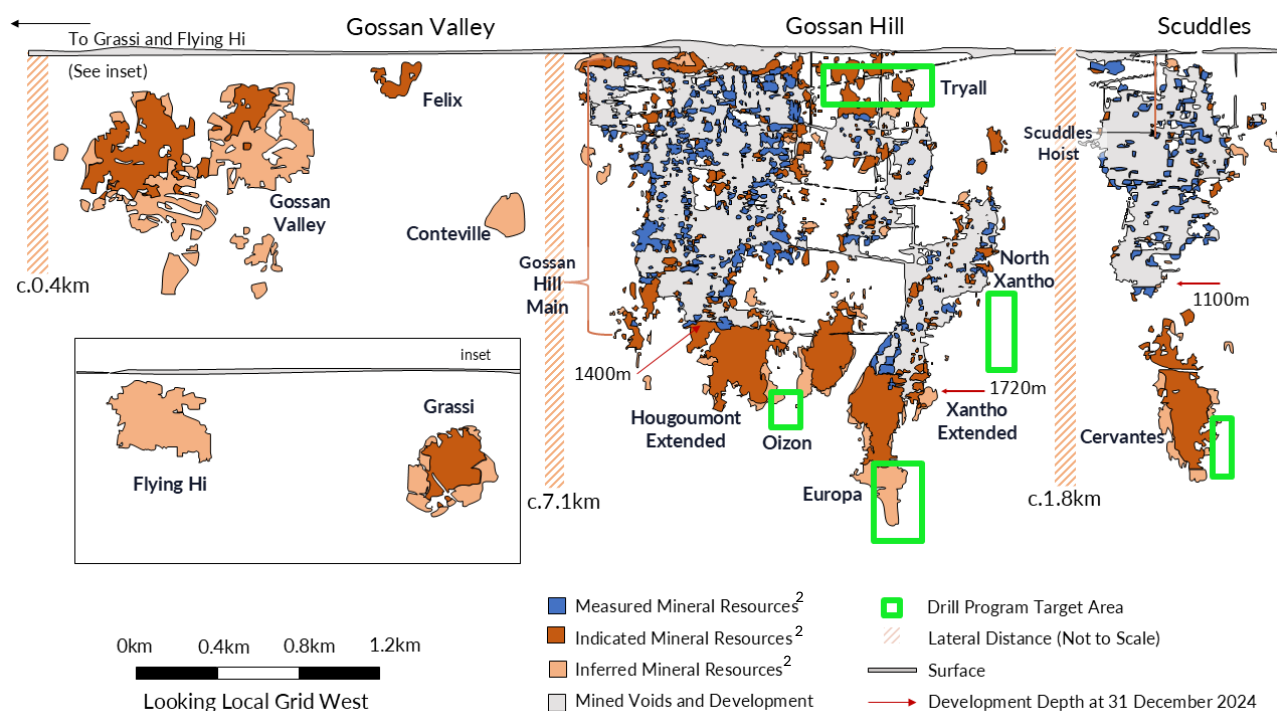 Gossan Valley
Gossan Hill
Scuddles
To Grassi and Flying Hi
(See inset)
Felix
Tryall
Scuddles
Hoist
Gossan
Valley
Conteville
Gossan
Hill
Main
North
Xantho
c.0.4km
1100m
inset
1400m
1720m
Hougoumont
Extended
Oizon
Xantho
Extended
Cervantes
Grassi
Flying Hi
Europa
c.7.1km
c.1.8km
Measured Mineral Resources²
Indicated Mineral Resources²
Inferred Mineral Resources²
Mined Voids and Development
Drill Program Target Area
Lateral Distance (Not to Scale)
Surface
Development Depth at 31 December 2024
0km 0.4km 0.8km 1.2km
Looking Local Grid West